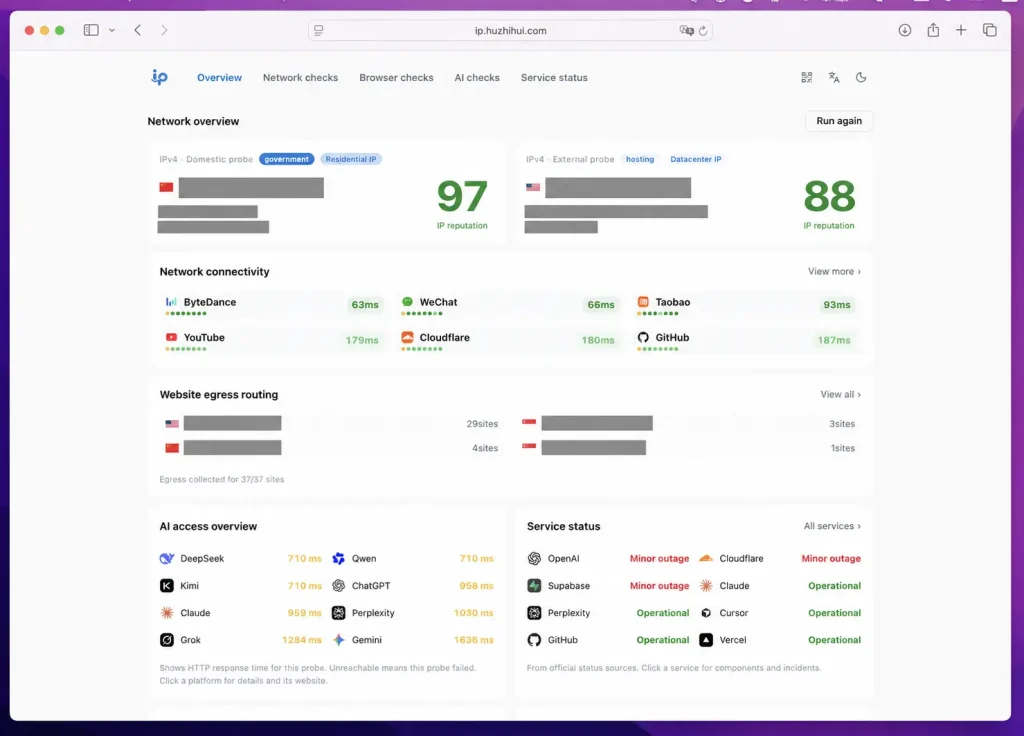 ip.huzhihui.com
ip Overview Network checks Browser checks AI checks Service status
Network overview Run again
IPv4 · Domestic probe government Residential IP
97
IP reputation
IPv4 · External probe hosting Datacenter IP
88
IP reputation
Network connectivity View more ›
ByteDance 63ms WeChat 66ms Taobao 93ms
YouTube 179ms Cloudflare 180ms GitHub 187ms
Website egress routing View all ›
29sites 3sites
4sites 1sites
Egress collected for 37/37 sites
AI access overview
DeepSeek 710 ms Qwen 710 ms
Kimi 710 ms ChatGPT 958 ms
Claude 959 ms Perplexity 1030 ms
Grok 1284 ms Gemini 1636 ms
Shows HTTP response time for this probe. Unreachable means this probe failed.
Click a platform for details and its website.
Service status All services ›
OpenAI Minor outage Cloudflare Minor outage
Supabase Minor outage Claude Operational
Perplexity Operational Cursor Operational
GitHub Operational Vercel Operational
From official status sources. Click a service for components and incidents.